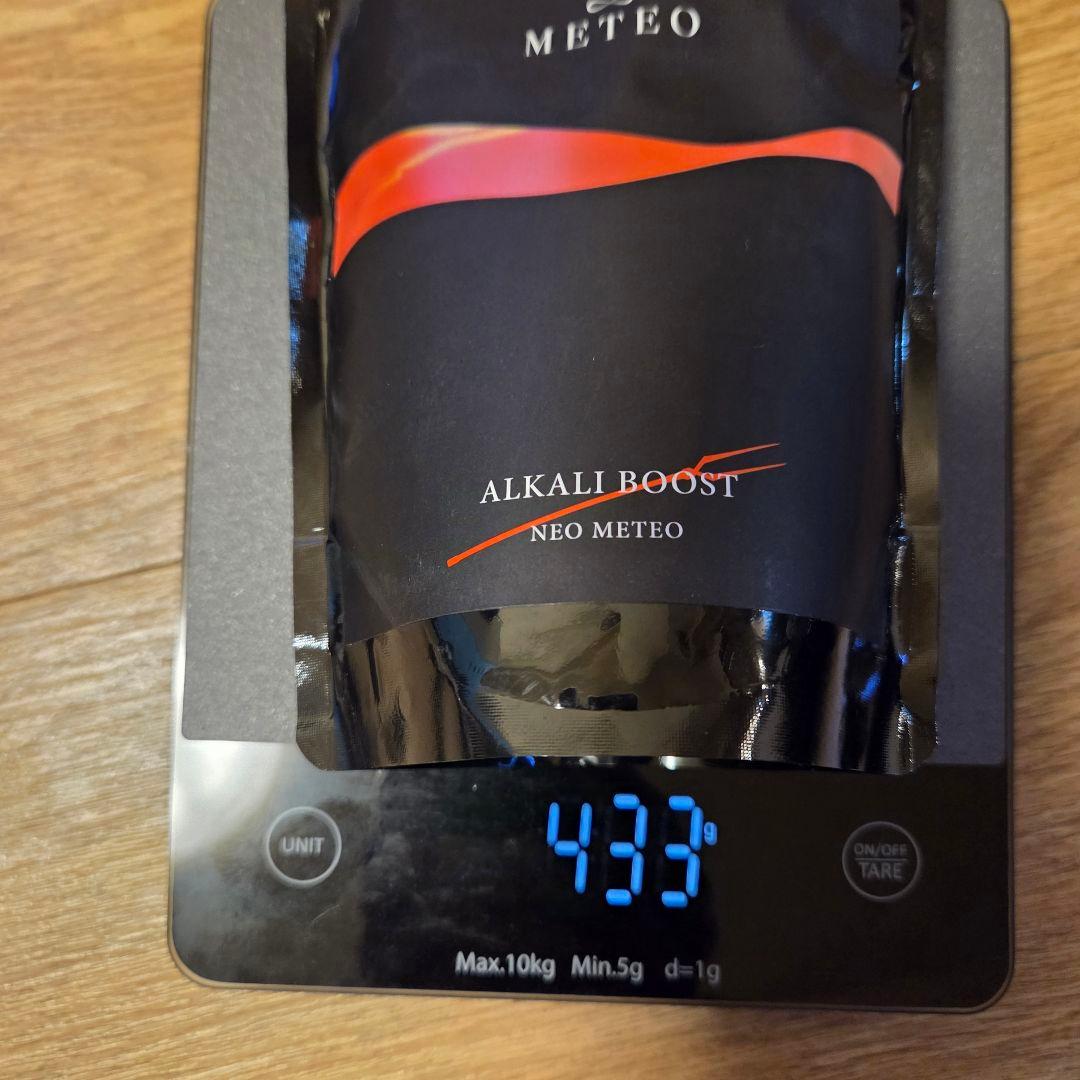 METEO
ALKALI BOOST
NEO METEO
433g
UNIT
ON/OFF
TARE
Max.10kg Min.5g d=1g